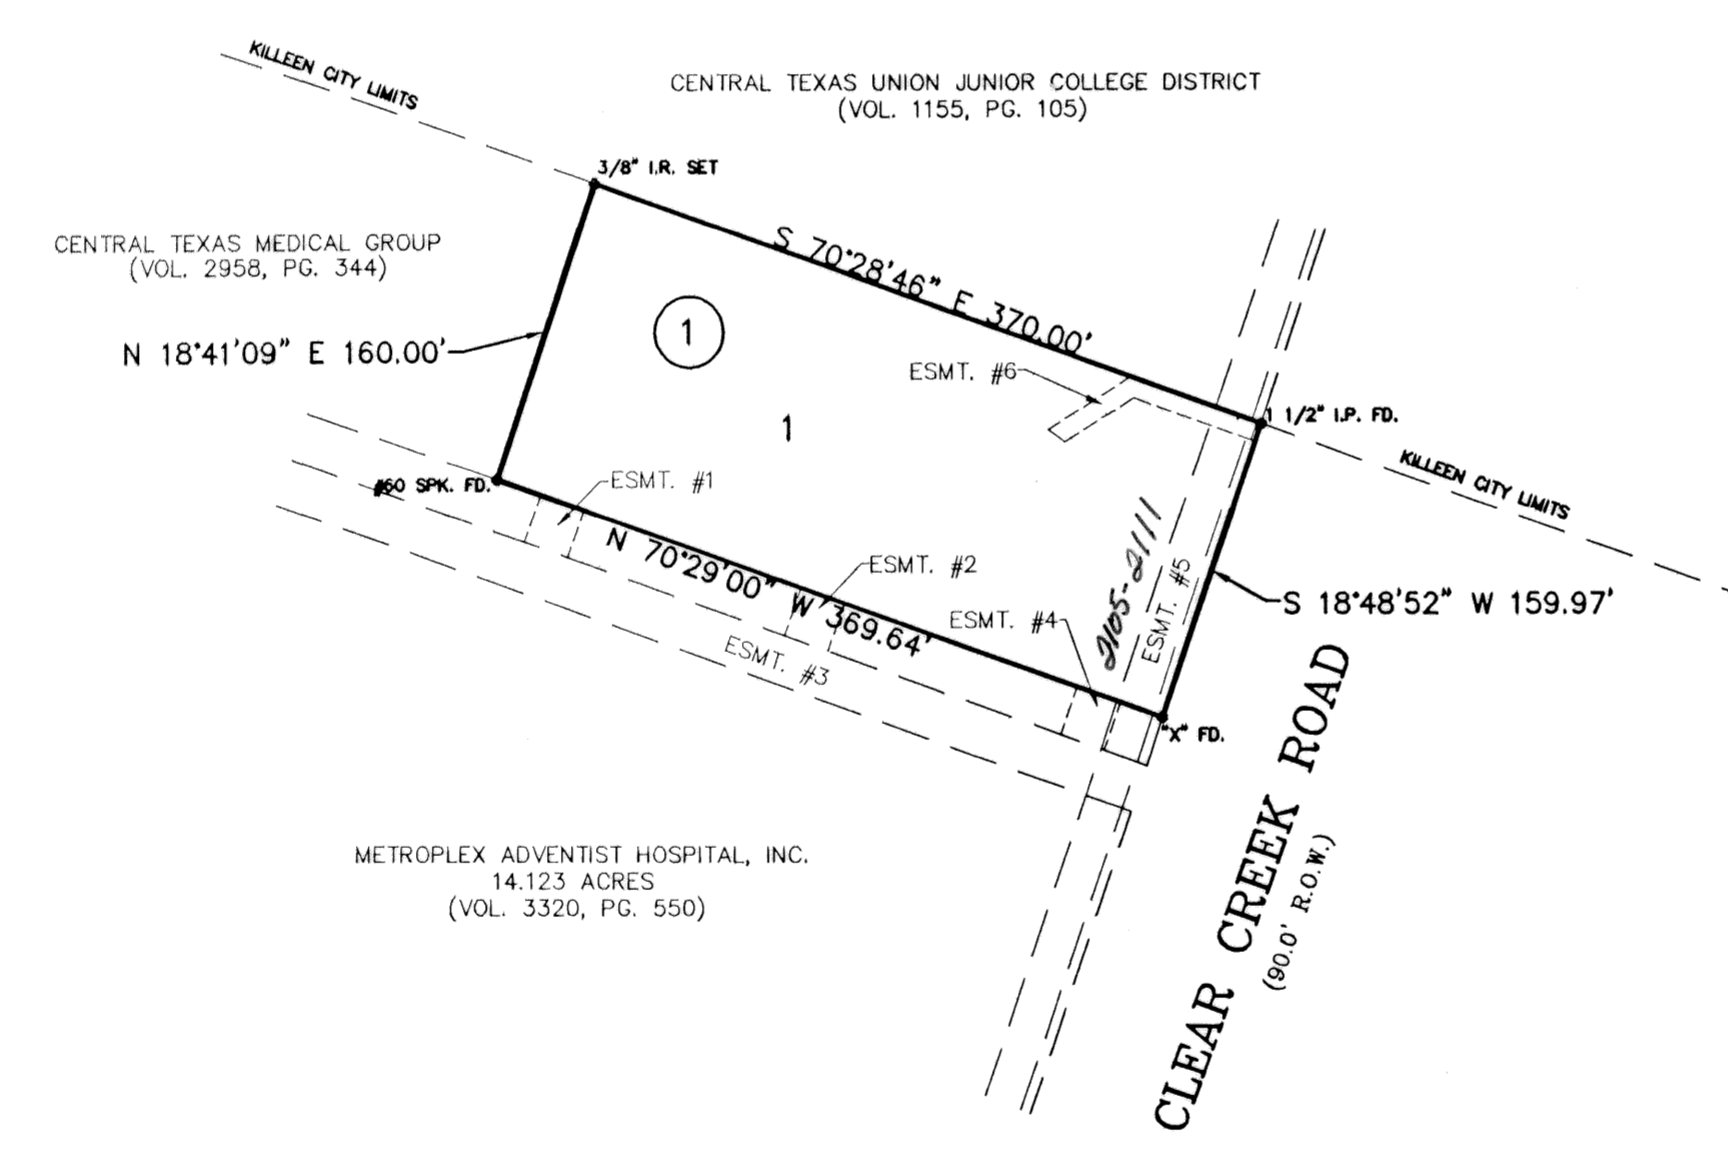 KILLEEN CITY LIMITS
CENTRAL TEXAS UNION JUNIOR COLLEGE DISTRICT
(VOL. 1155, PG. 105)
3/8" I.R. SET
CENTRAL TEXAS MEDICAL GROUP
(VOL. 2958, PG. 344)
S 70°28'46" E 370.00'
N 18°41'09" E 160.00'
1
ESMT. #6
1 1/2" I.P. FD.
1
KILLEEN CITY LIMITS
#60 SPK. FD.
ESMT. #1
2105-2111
N 70°29'00" W 369.64'
ESMT. #2
ESMT. #5
S 18°48'52" W 159.97'
ESMT. #4
ESMT. #3
"X" FD.
CLEAR CREEK ROAD
(90.0' R.O.W.)
METROPLEX ADVENTIST HOSPITAL, INC.
14.123 ACRES
(VOL. 3320, PG. 550)